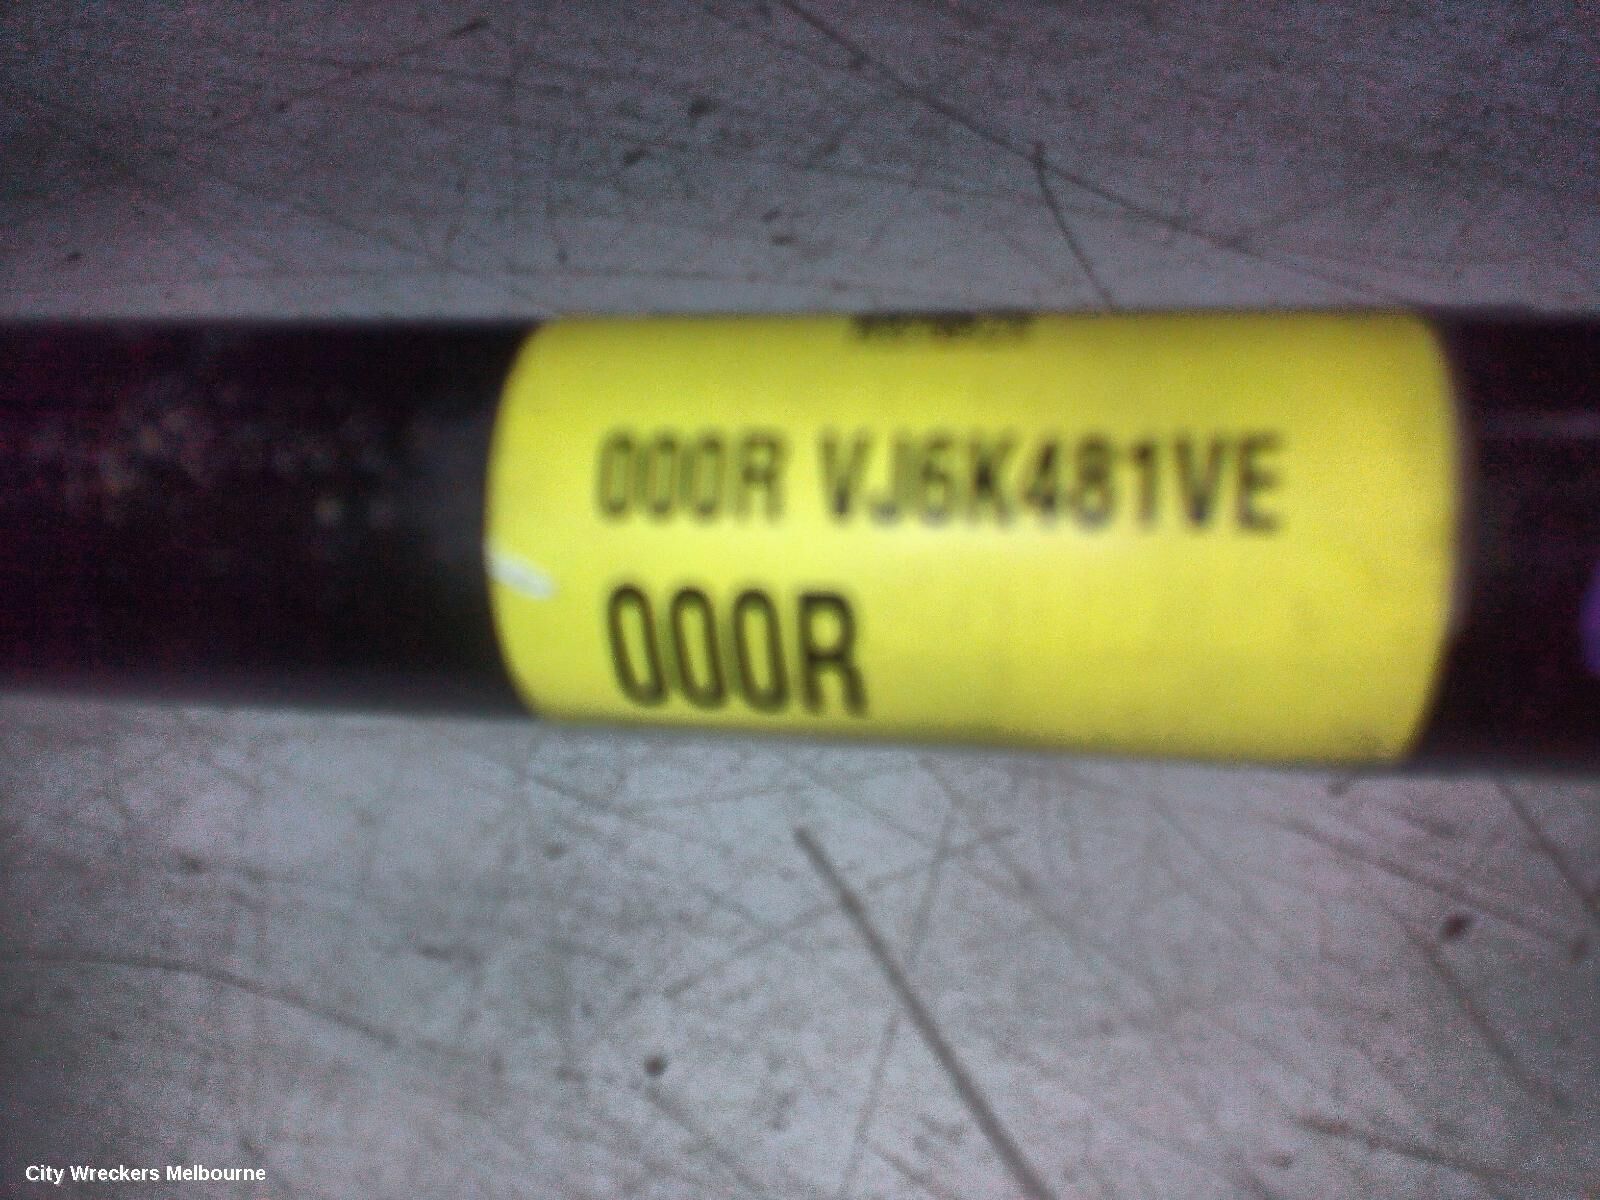 000R VJ6K481VE
000R
City Wreckers Melbourne